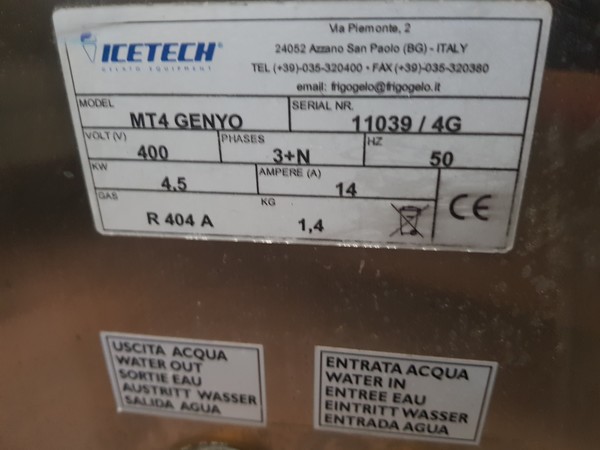 ICETECH®
GELATO EQUIPMENT
Via Piemonte, 2
24052 Azzano San Paolo (BG) - ITALY
TEL (+39)-035-320400 • FAX (+39)-035-320380
email: frigogelo@frigogelo.it
MODEL
MT4 GENYO
SERIAL NR.
11039 / 4G
VOLT (V)
400
PHASES
3+N
HZ
50
KW
4,5
AMPERE (A)
14
GAS
R 404 A
KG
1,4
CE
USCITA ACQUA
WATER OUT
SORTIE EAU
AUSTRITT WASSER
SALIDA AGUA
ENTRATA ACQUA
WATER IN
ENTREE EAU
EINTRITT WASSER
ENTRADA AGUA